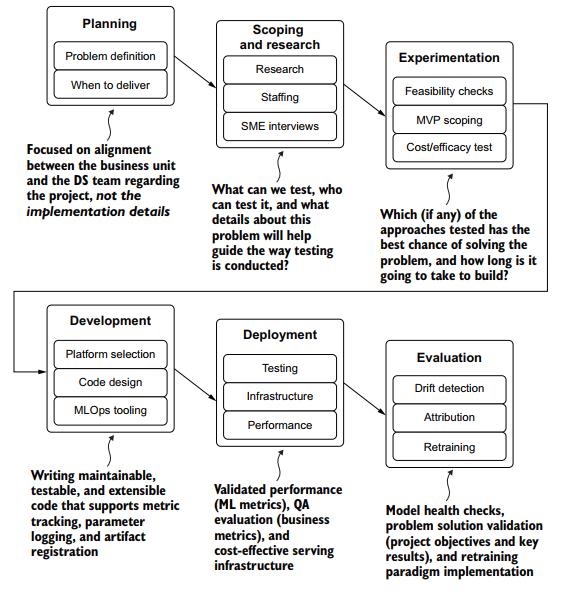 Planning
Problem definition
When to deliver
Focused on alignment
between the business unit
and the DS team regarding
the project, not the
implementation details
Scoping
and research
Research
Staffing
SME interviews
What can we test, who
can test it, and what
details about this
problem will help
guide the way testing
is conducted?
Experimentation
Feasibility checks
MVP scoping
Cost/efficacy test
Which (if any) of the
approaches tested has the
best chance of solving the
problem, and how long is it
going to take to build?
Development
Platform selection
Code design
MLOps tooling
Writing maintainable,
testable, and extensible
code that supports metric
tracking, parameter
logging, and artifact
registration
Deployment
Testing
Infrastructure
Performance
Validated performance
(ML metrics), QA
evaluation (business
metrics), and
cost-effective serving
infrastructure
Evaluation
Drift detection
Attribution
Retraining
Model health checks,
problem solution validation
(project objectives and key
results), and retraining
paradigm implementation